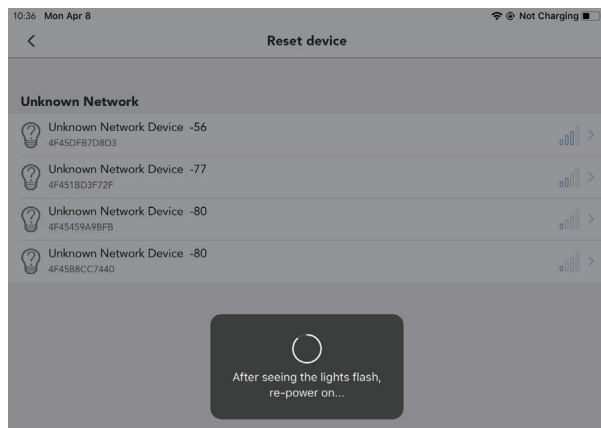 10:36 Mon Apr 8
Not Charging
Reset device
Unknown Network
Unknown Network Device -56
4F45DFB7D8D3
Unknown Network Device -77
4F451BD3F72F
Unknown Network Device -80
4F45459A9BFB
Unknown Network Device -80
4F45B8CC7440
After seeing the lights flash,
re-power on...